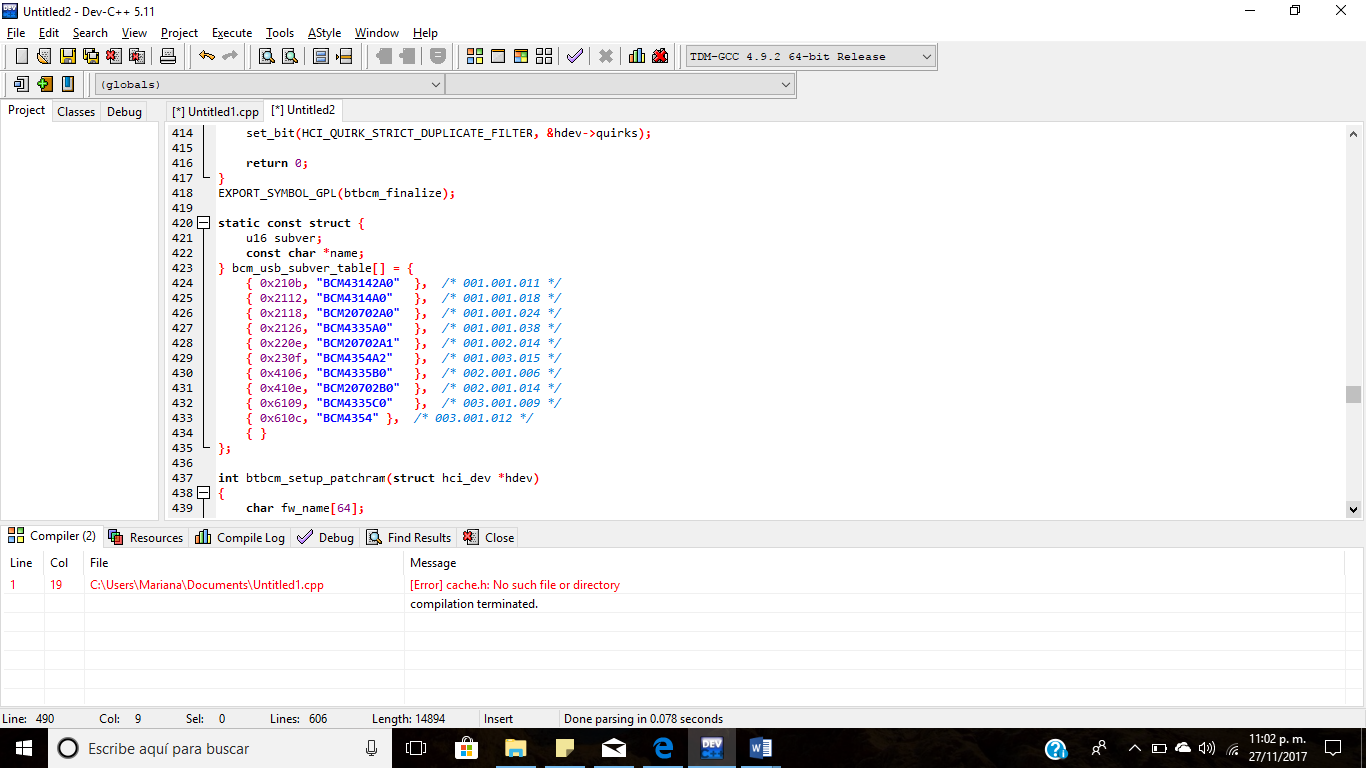 Untitled2 - Dev-C++ 5.11
File Edit Search View Project Execute Tools AStyle Window Help
TDM-GCC 4.9.2 64-bit Release
(globals)
Project Classes Debug [*] Untitled1.cpp [*] Untitled2
414 set_bit(HCI_QUIRK_STRICT_DUPLICATE_FILTER, &hdev->quirks);
415
416 return 0;
417 }
418 EXPORT_SYMBOL_GPL(btbcm_finalize);
419
420 static const struct {
421 u16 subver;
422 const char *name;
423 } bcm_usb_subver_table[] = {
424 { 0x210b, "BCM43142A0" }, /* 001.001.011 */
425 { 0x2112, "BCM4314A0" }, /* 001.001.018 */
426 { 0x2118, "BCM20702A0" }, /* 001.001.024 */
427 { 0x2126, "BCM4335A0" }, /* 001.001.038 */
428 { 0x220e, "BCM20702A1" }, /* 001.002.014 */
429 { 0x230f, "BCM4354A2" }, /* 001.003.015 */
430 { 0x4106, "BCM4335B0" }, /* 002.001.006 */
431 { 0x410e, "BCM20702B0" }, /* 002.001.014 */
432 { 0x6109, "BCM4335C0" }, /* 003.001.009 */
433 { 0x610c, "BCM4354" }, /* 003.001.012 */
434 { }
435 };
436
437 int btbcm_setup_patchram(struct hci_dev *hdev)
438 {
439 char fw_name[64];
Compiler (2) Resources Compile Log Debug Find Results Close
Line Col File Message
1 19 C:\Users\Mariana\Documents\Untitled1.cpp [Error] cache.h: No such file or directory
compilation terminated.
Line: 490 Col: 9 Sel: 0 Lines: 606 Length: 14894 Insert Done parsing in 0.078 seconds
Escribe aquí para buscar
11:02 p. m.
27/11/2017